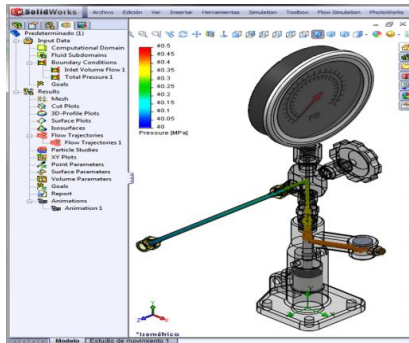 SolidWorks Archivo Edición Ver Insertar Herramientas Simulation Toolbox Flow Simulation PhotoWorks
Predeterminado (1)
Input Data
Computational Domain
Fluid Subdomains
Boundary Conditions
Inlet Volume Flow 1
Total Pressure 1
Goals
Results
Mesh
Cut Plots
3D-Profile Plots
Surface Plots
Isosurfaces
Flow Trajectories
Flow Trajectories 1
Particle Studies
XY Plots
Point Parameters
Surface Parameters
Volume Parameters
Goals
Report
Animations
Animation 1
40.5
40.45
40.4
40.35
40.3
40.25
40.2
40.15
40.1
40.05
40
Pressure [MPa]
PSI
*Isométrica
Modelo Estudio de movimiento 1